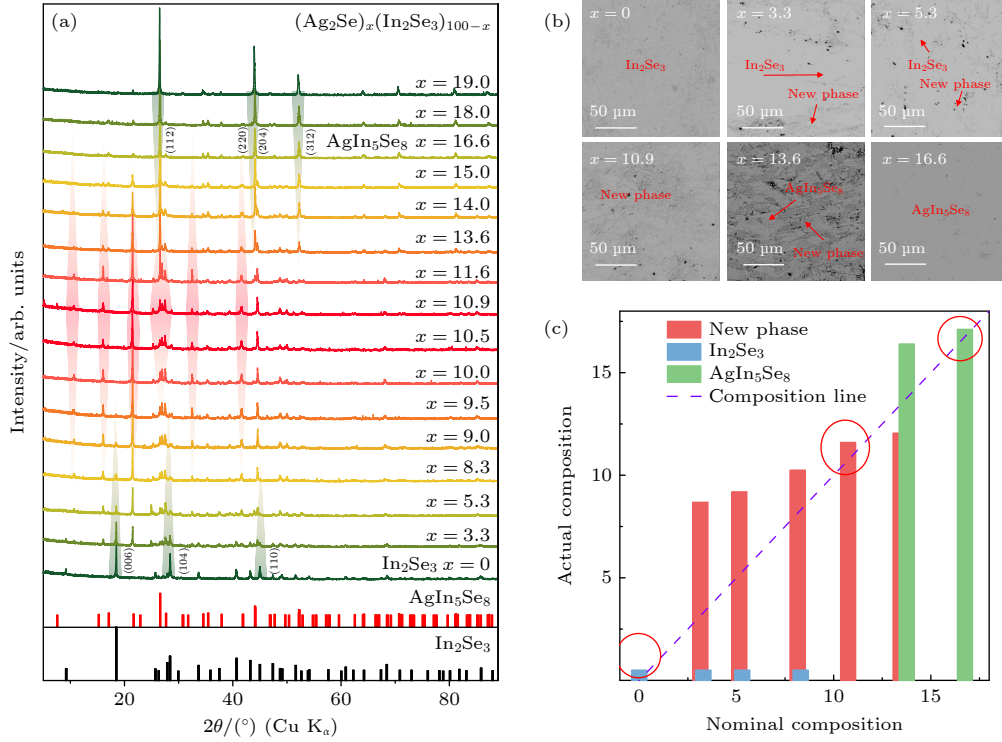 (a)
(Ag₂Se)ₓ(In₂Se₃)₁₀₀₋ₓ
x = 19.0
x = 18.0
(112)
(220)
(204)
(312)
AgIn₅Se₈ x = 16.6
x = 15.0
x = 14.0
x = 13.6
x = 11.6
x = 10.9
x = 10.5
x = 10.0
x = 9.5
x = 9.0
x = 8.3
x = 5.3
x = 3.3
(006)
(104)
(110)
In₂Se₃ x = 0
AgIn₅Se₈
In₂Se₃
Intensity/arb. units
20 40 60 80
2θ/(°) (Cu Kα)
(b)
x = 0
In₂Se₃
50 µm
x = 3.3
In₂Se₃
New phase
50 µm
x = 5.3
In₂Se₃
New phase
50 µm
x = 10.9
New phase
50 µm
x = 13.6
AgIn₅Se₈
New phase
50 µm
x = 16.6
AgIn₅Se₈
50 µm
(c)
New phase
In₂Se₃
AgIn₅Se₈
Composition line
Actual composition
15
10
5
0 5 10 15
Nominal composition